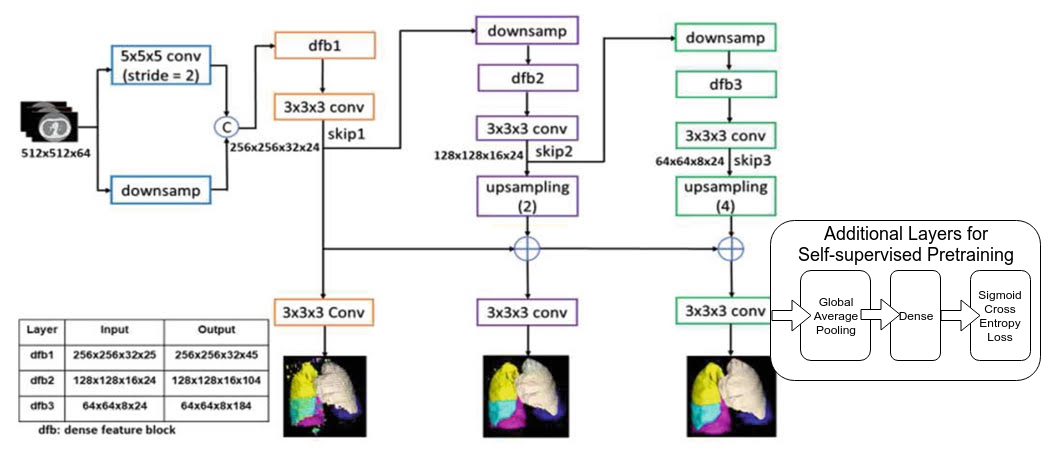 5x5x5 conv
(stride = 2)
512x512x64
C
downsamp
256x256x32x24
dfb1
3x3x3 conv
skip1
downsamp
dfb2
3x3x3 conv
128x128x16x24
skip2
upsampling
(2)
downsamp
dfb3
3x3x3 conv
64x64x8x24
skip3
upsampling
(4)
3x3x3 Conv
3x3x3 conv
3x3x3 conv
Additional Layers for
Self-supervised Pretraining
Global
Average
Pooling
Dense
Sigmoid
Cross
Entropy
Loss
Layer Input Output
dfb1 256x256x32x25 256x256x32x45
dfb2 128x128x16x24 128x128x16x104
dfb3 64x64x8x24 64x64x8x184
dfb: dense feature block